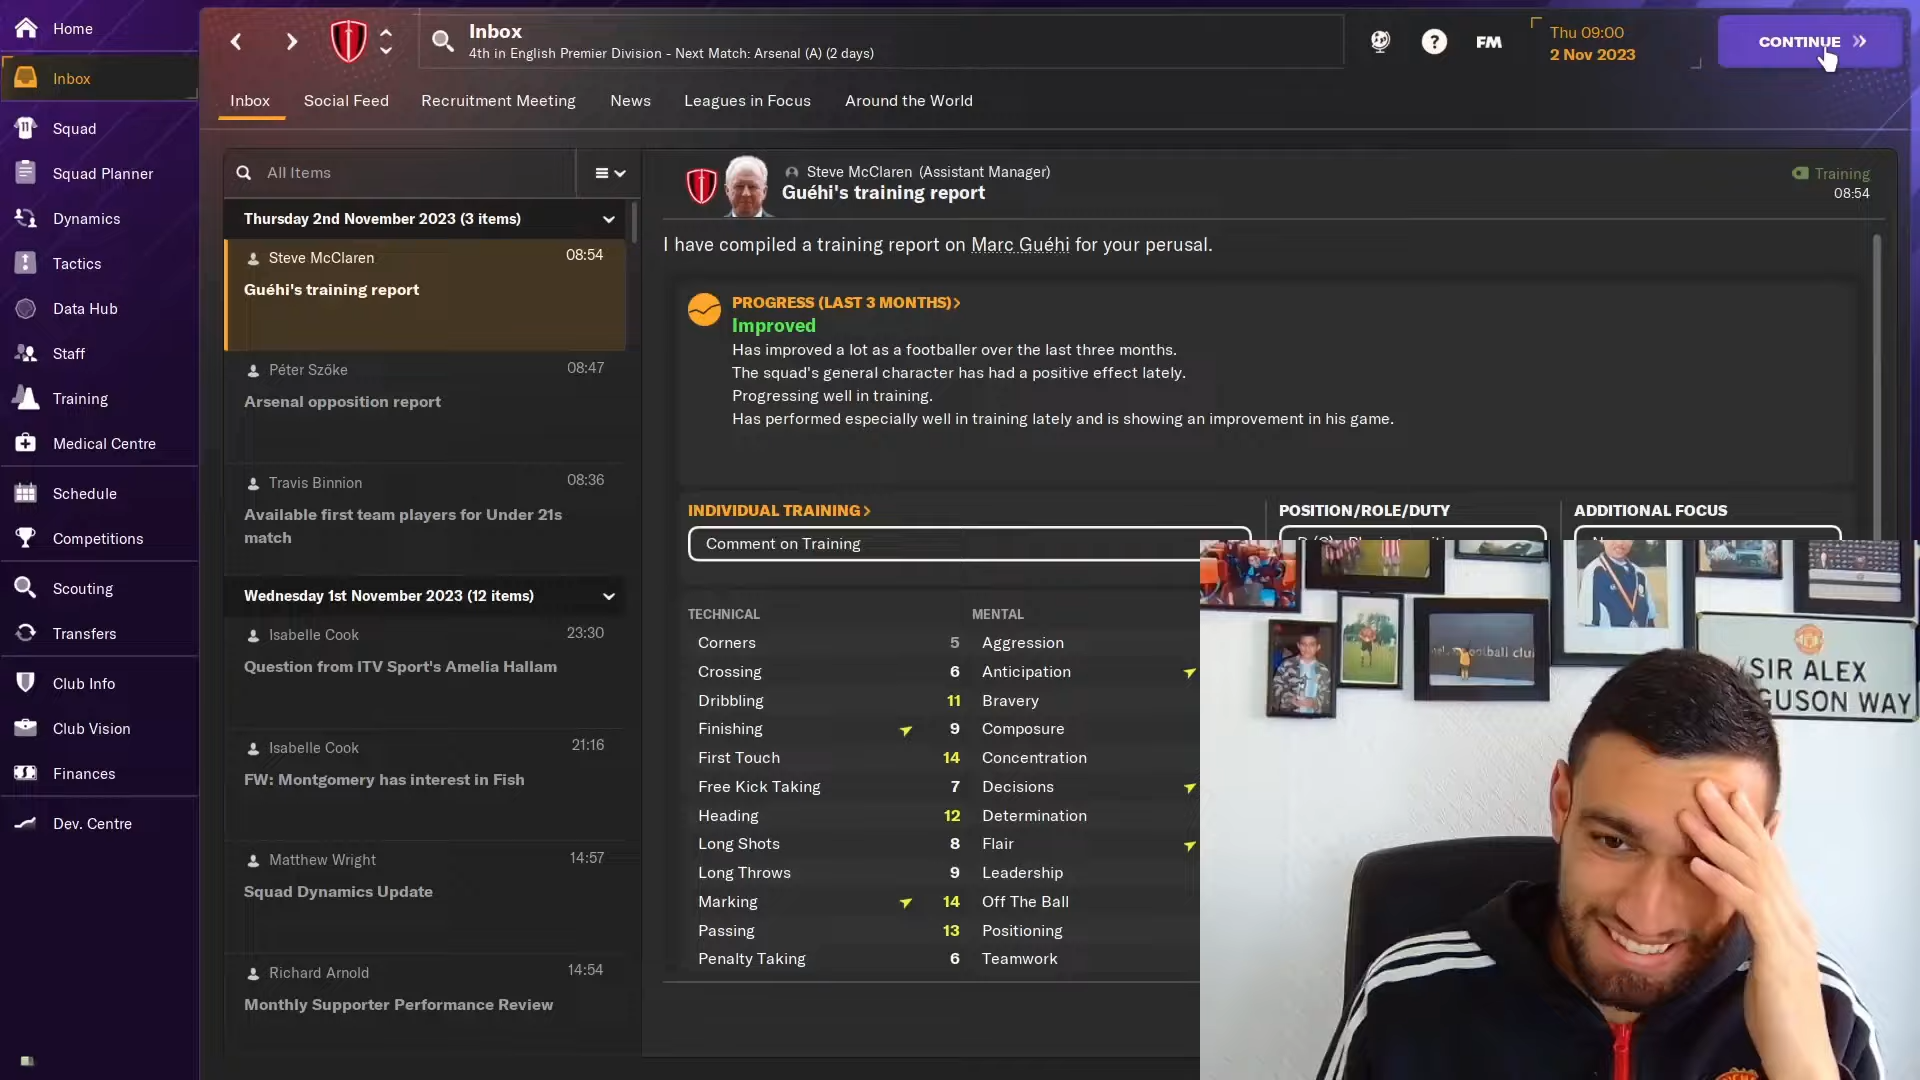 Home
Inbox
Squad
Squad Planner
Dynamics
Tactics
Data Hub
Staff
Training
Medical Centre
Schedule
Competitions
Scouting
Transfers
Club Info
Club Vision
Finances
Dev. Centre
Inbox
4th in English Premier Division - Next Match: Arsenal (A) (2 days)
?
FM
Thu 09:00
2 Nov 2023
CONTINUE
Inbox
Social Feed
Recruitment Meeting
News
Leagues in Focus
Around the World
All Items
Thursday 2nd November 2023 (3 items)
Steve McClaren 08:54
Guéhi's training report
Péter Szőke 08:47
Arsenal opposition report
Travis Binnion 08:36
Available first team players for Under 21s
match
Wednesday 1st November 2023 (12 items)
Isabelle Cook 23:30
Question from ITV Sport's Amelia Hallam
Isabelle Cook 21:16
FW: Montgomery has interest in Fish
Matthew Wright 14:57
Squad Dynamics Update
Richard Arnold 14:54
Monthly Supporter Performance Review
Steve McClaren (Assistant Manager)
Guéhi's training report
Training
08:54
I have compiled a training report on Marc Guéhi for your perusal.
PROGRESS (LAST 3 MONTHS)
Improved
Has improved a lot as a footballer over the last three months.
The squad's general character has had a positive effect lately.
Progressing well in training.
Has performed especially well in training lately and is showing an improvement in his game.
INDIVIDUAL TRAINING
Comment on Training
POSITION/ROLE/DUTY
ADDITIONAL FOCUS
TECHNICAL
Corners 5
Crossing 6
Dribbling 11
Finishing 9
First Touch 14
Free Kick Taking 7
Heading 12
Long Shots 8
Long Throws 9
Marking 14
Passing 13
Penalty Taking 6
MENTAL
Aggression
Anticipation
Bravery
Composure
Concentration
Decisions
Determination
Flair
Leadership
Off The Ball
Positioning
Teamwork
SIR ALEX
GUSON WAY